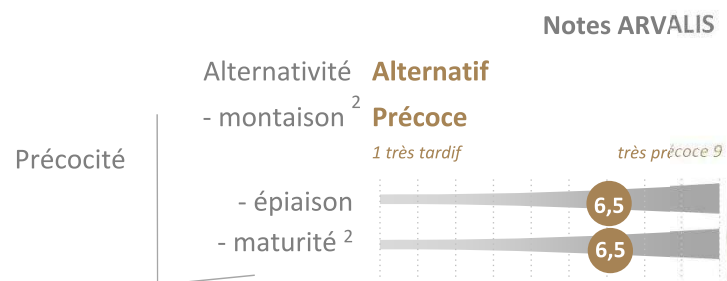 Notes ARVALIS
Alternativité Alternatif
- montaison 2 Précoce
Précocité
1 très tardif très précoce 9
- épiaison 6,5
- maturité 2 6,5